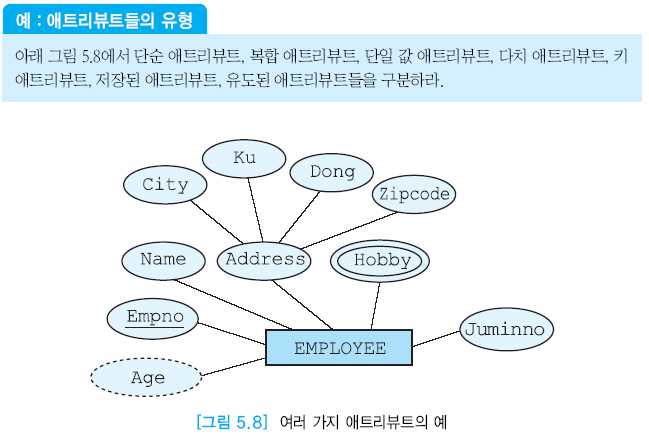 예 : 애트리뷰트들의 유형
아래 그림 5.8에서 단순 애트리뷰트, 복합 애트리뷰트, 단일 값 애트리뷰트, 다치 애트리뷰트, 키
애트리뷰트, 저장된 애트리뷰트, 유도된 애트리뷰트들을 구분하라.
Ku
Dong
City
Zipcode
Name
Address
Hobby
Empno
Juminno
EMPLOYEE
Age
[그림 5.8] 여러 가지 애트리뷰트의 예